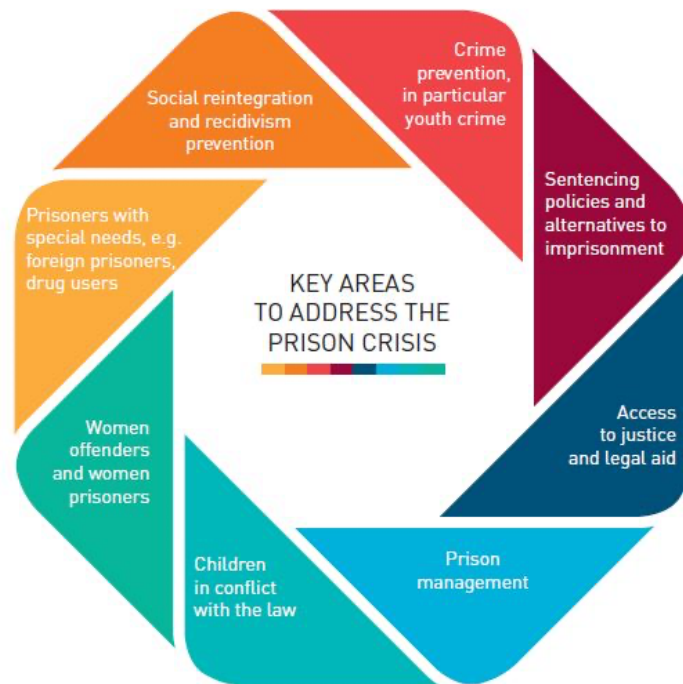 KEY AREAS
TO ADDRESS THE
PRISON CRISIS
Crime
prevention,
in particular
youth crime
Sentencing
policies and
alternatives to
imprisonment
Access
to justice
and legal aid
Prison
management
Children
in conflict
with the law
Women
offenders
and women
prisoners
Prisoners with
special needs, e.g.
foreign prisoners,
drug users
Social reintegration
and recidivism
prevention